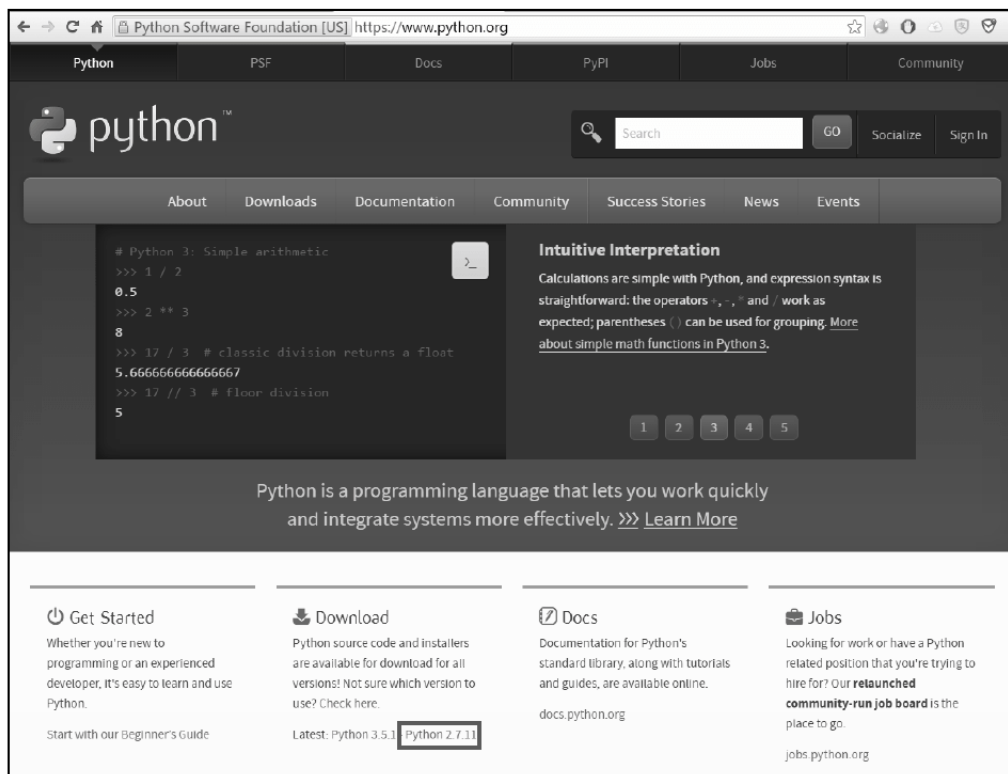 Python Software Foundation [US] https://www.python.org
Python PSF Docs PyPI Jobs Community
python™
Search GO Socialize Sign In
About Downloads Documentation Community Success Stories News Events
# Python 3: Simple arithmetic
>>> 1 / 2
0.5
>>> 2 ** 3
8
>>> 17 / 3 # classic division returns a float
5.666666666666667
>>> 17 // 3 # floor division
5
>_
Intuitive Interpretation
Calculations are simple with Python, and expression syntax is
straightforward: the operators +, -, * and / work as
expected; parentheses () can be used for grouping. More
about simple math functions in Python 3.
1 2 3 4 5
Python is a programming language that lets you work quickly
and integrate systems more effectively. >>> Learn More
Get Started
Whether you're new to
programming or an experienced
developer, it's easy to learn and use
Python.
Start with our Beginner's Guide
Download
Python source code and installers
are available for download for all
versions! Not sure which version to
use? Check here.
Latest: Python 3.5.1 - Python 2.7.11
Docs
Documentation for Python's
standard library, along with tutorials
and guides, are available online.
docs.python.org
Jobs
Looking for work or have a Python
related position that you're trying to
hire for? Our relaunched
community-run job board is the
place to go.
jobs.python.org